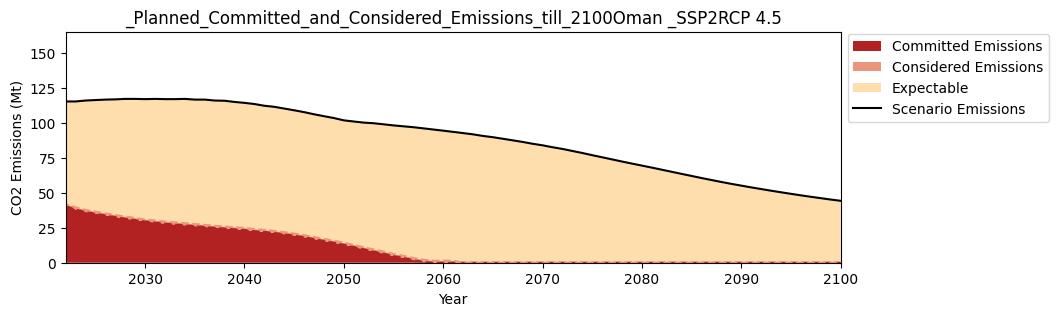 _Planned_Committed_and_Considered_Emissions_till_2100Oman _SSP2RCP 4.5
150
125
100
75
50
25
0
CO2 Emissions (Mt)
2030 2040 2050 2060 2070 2080 2090 2100
Year
Committed Emissions
Considered Emissions
Expectable
Scenario Emissions